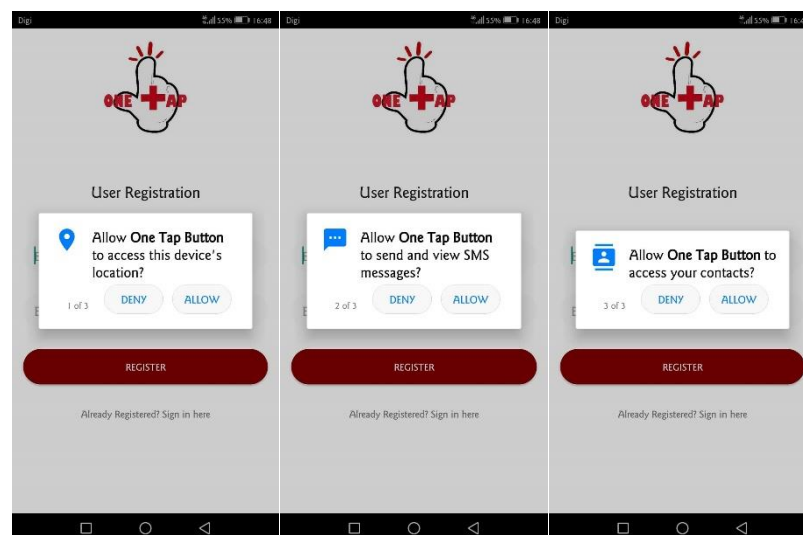 Digi 55% 16:48
ONE TAP
User Registration
Allow One Tap Button
to access this device's
location?
1 of 3 DENY ALLOW
REGISTER
Already Registered? Sign in here
Digi 55% 16:48
ONE TAP
User Registration
Allow One Tap Button
to send and view SMS
messages?
2 of 3 DENY ALLOW
REGISTER
Already Registered? Sign in here
Digi 55%
ONE TAP
User Registration
Allow One Tap Button to
access your contacts?
3 of 3 DENY ALLOW
REGISTER
Already Registered? Sign in here